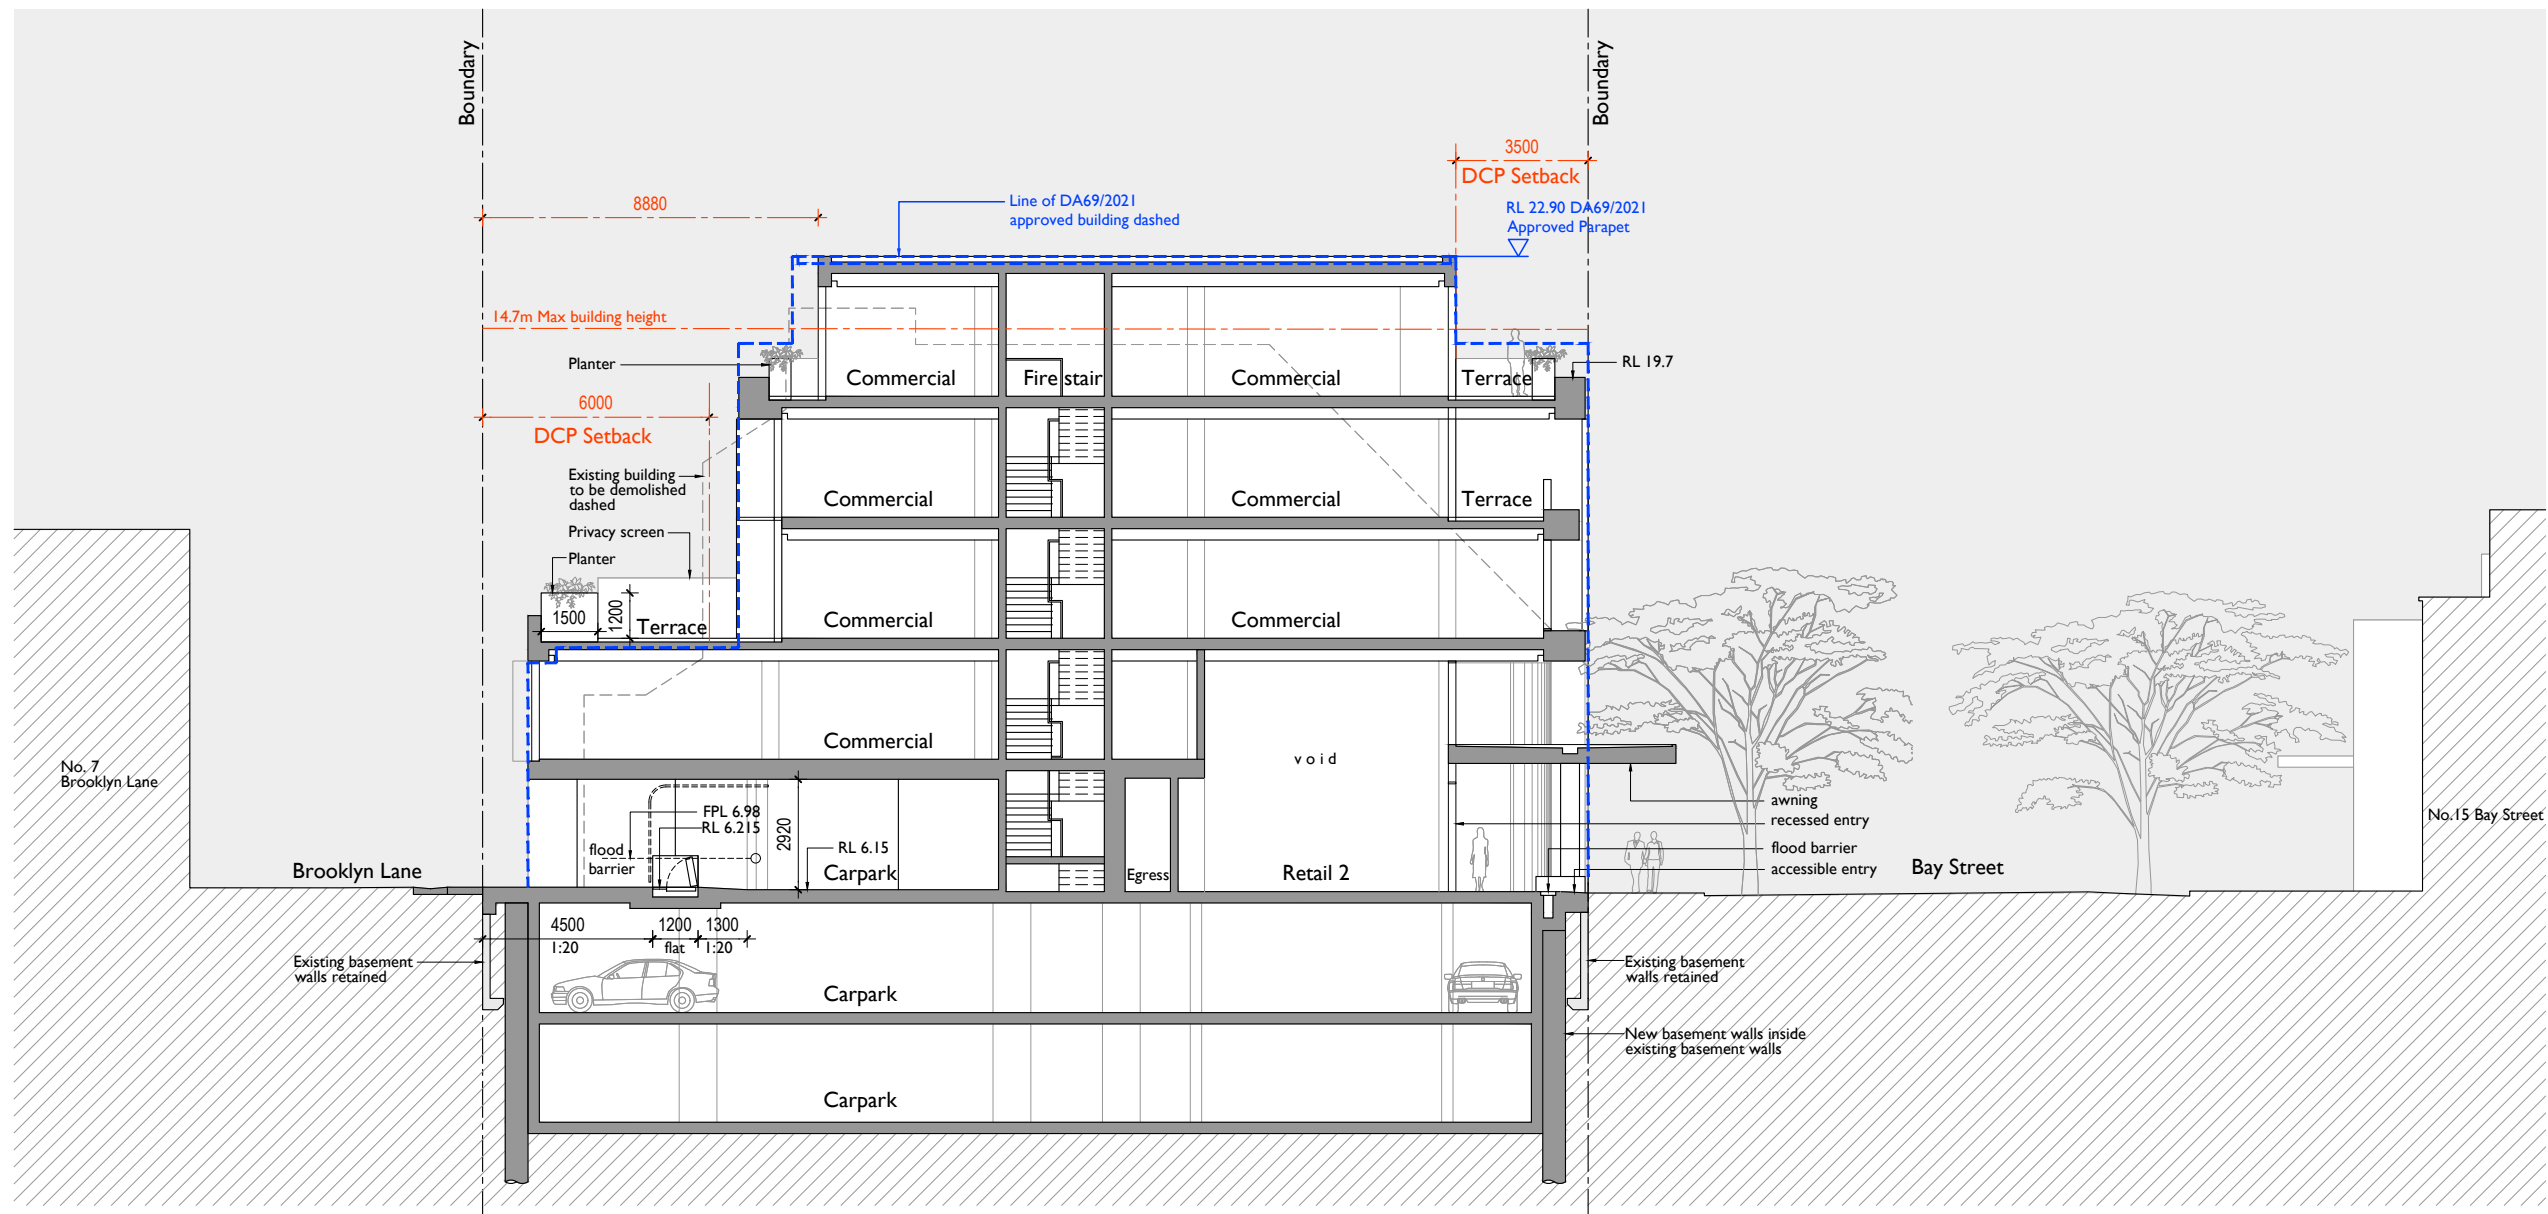 Boundary
Boundary
3500
DCP Setback
8880
Line of DA69/2021
approved building dashed
RL 22.90 DA69/2021
Approved Parapet
14.7m Max building height
Planter
RL 19.7
Commercial
Fire stair
Commercial
Terrace
6000
DCP Setback
Existing building
to be demolished
dashed
Commercial
Commercial
Terrace
Privacy screen
Planter
1500
1200
Terrace
Commercial
Commercial
Commercial
void
No. 7
Brooklyn Lane
FPL 6.98
RL 6.215
2920
flood
barrier
RL 6.15
Carpark
Egress
Retail 2
awning
recessed entry
flood barrier
accessible entry
No.15 Bay Street
Brooklyn Lane
Bay Street
4500
1200
1300
1:20
flat
1:20
Existing basement
walls retained
Existing basement
walls retained
Carpark
New basement walls inside
existing basement walls
Carpark